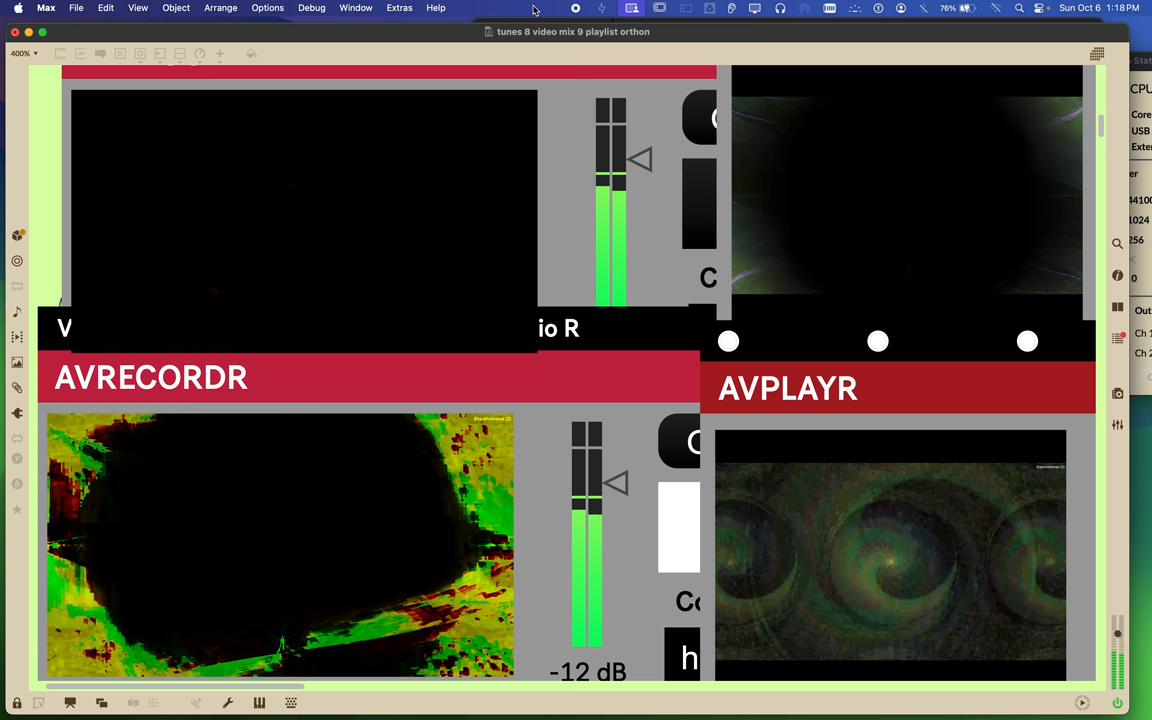 Max File Edit View Object Arrange Options Debug Window Extras Help 76% Sun Oct 6 1:18 PM
tunes 8 video mix 9 playlist orthon
400%
Stat
CPU
Core
USB
Exter
er
44100
1024
256
0
Out
Ch 1
Ch 2
C
C
V io R
AVRECORDR
AVPLAYR
C
Co
h
-12 dB